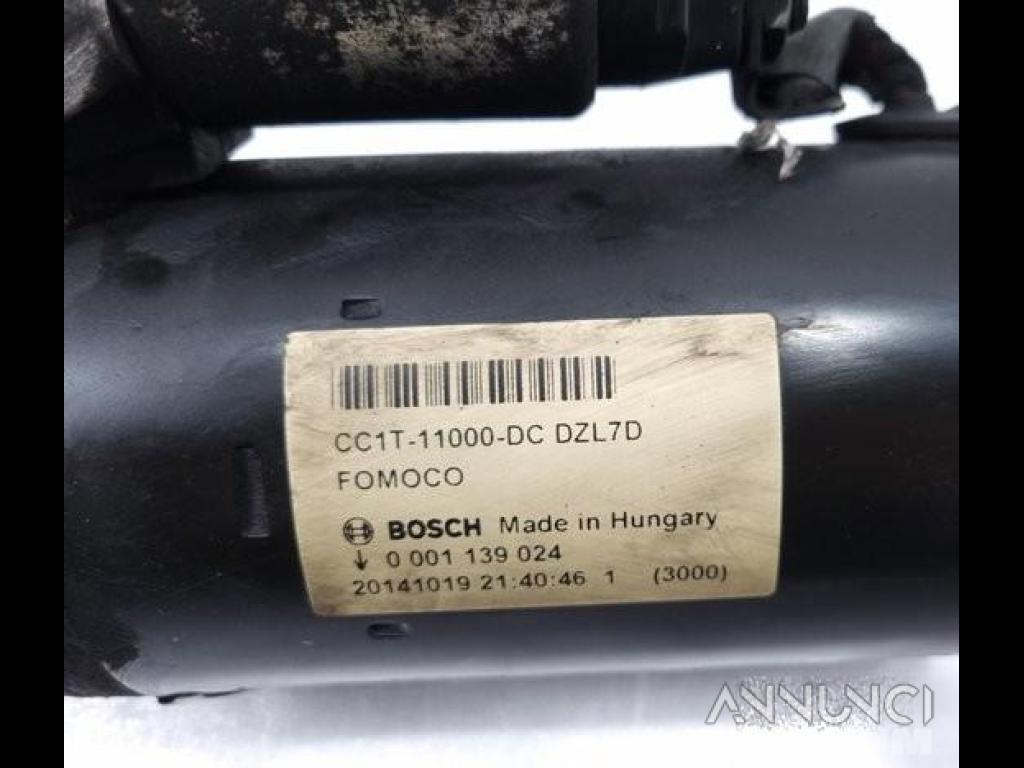 CC1T-11000-DC DZL7D
FOMOCO
BOSCH Made in Hungary
↓ 0 001 139 024
20141019 21:40:46 1 (3000)
ANNUNCI